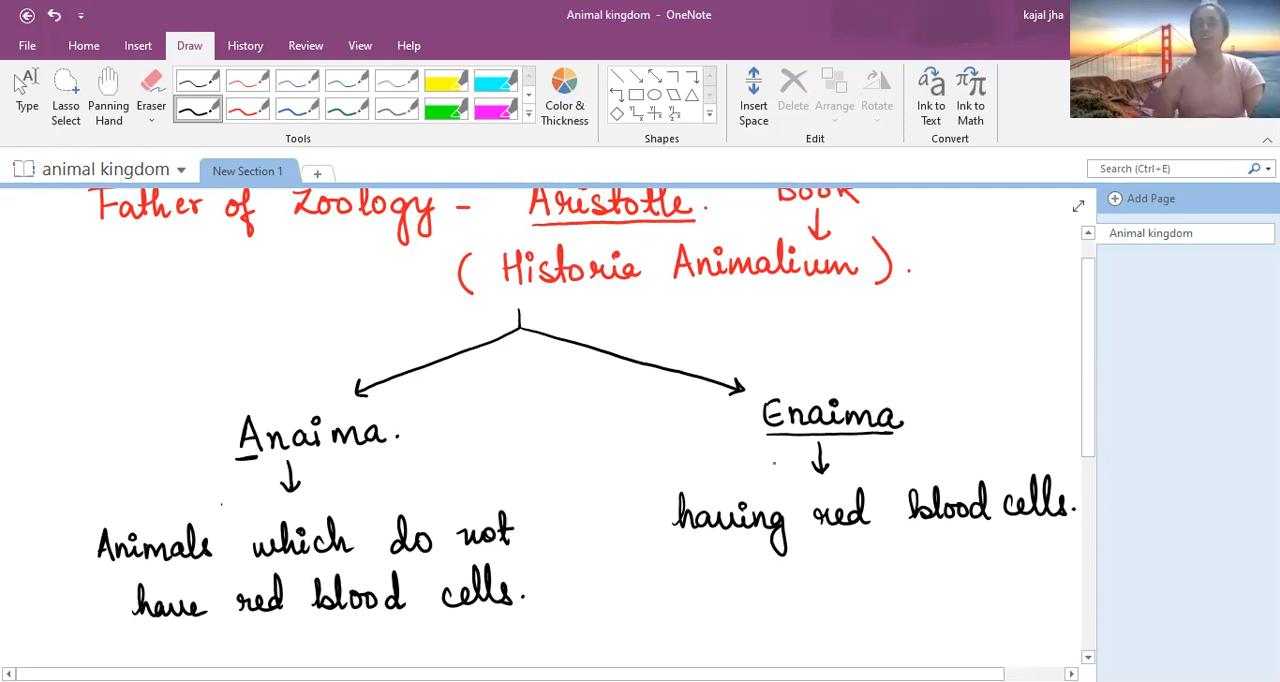 Animal kingdom - OneNote
kajal jha
File Home Insert Draw History Review View Help
Type
Lasso Select
Panning Hand
Eraser
Color & Thickness
Insert Space
Delete
Arrange
Rotate
Ink to Text
Ink to Math
Tools
Shapes
Edit
Convert
animal kingdom
New Section 1
Search (Ctrl+E)
Add Page
Animal kingdom
Father of Zoology - Aristotle. Book
( Historia Animalium ).
Anaima.
Enaima
Animals which do not
have red blood cells.
having red blood cells.